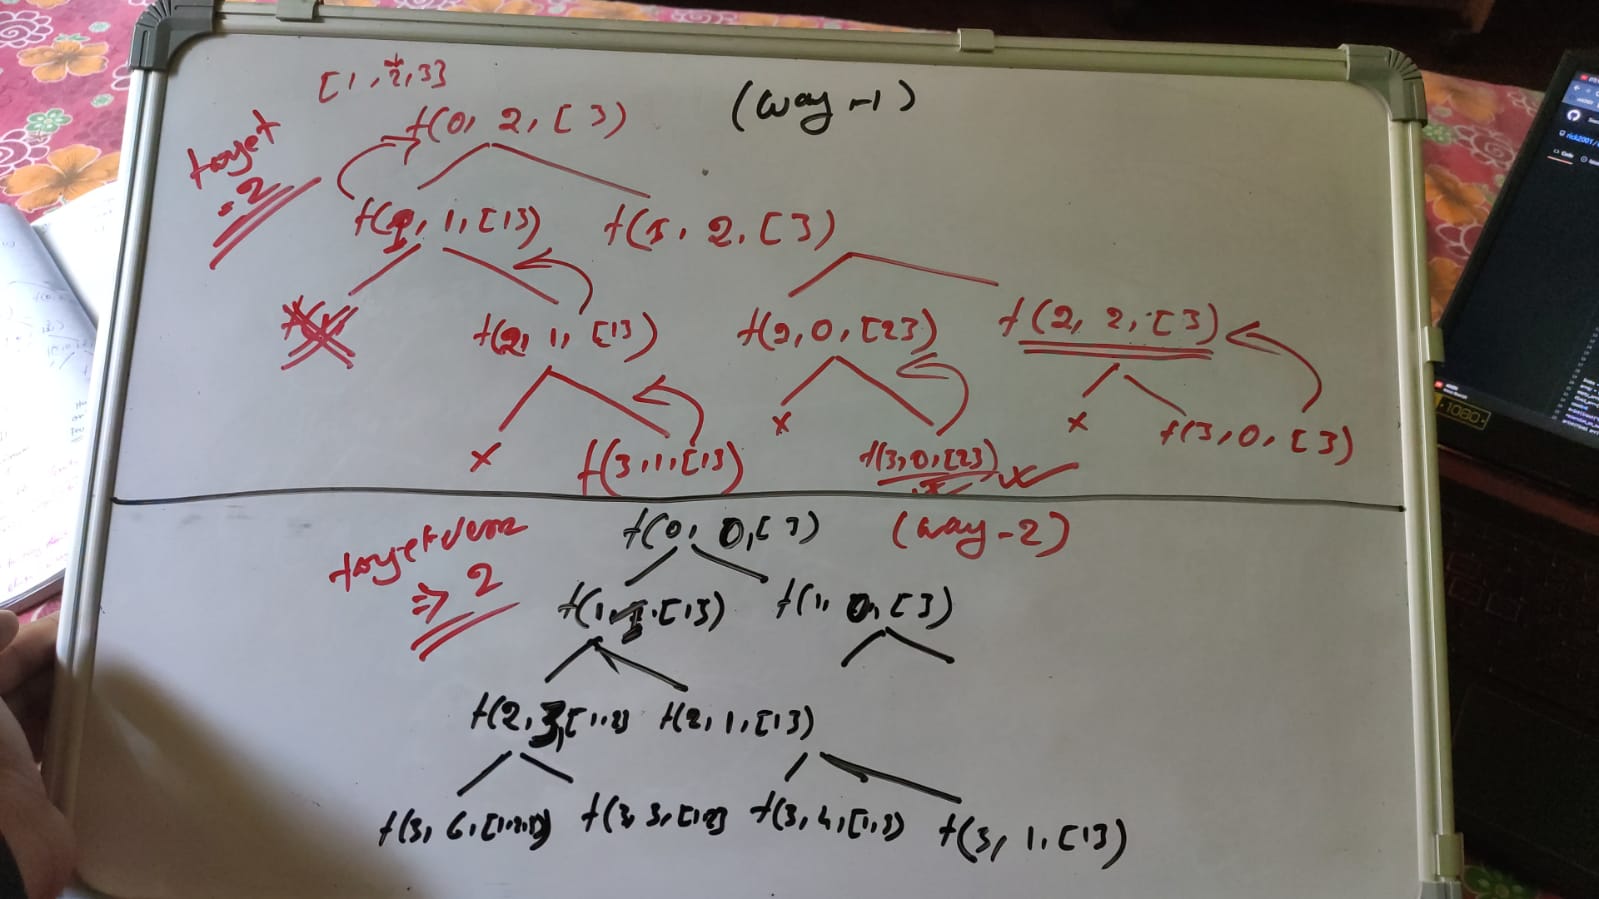 [1, 2, 3]
(way-1)
f(0, 2, [ ])
target
= 2
f(1, 1, [1])
f(1, 2, [ ])
f(2, 1, [1])
f(2, 0, [2])
f(2, 2, [ ])
x
x
x
f(3, 1, [1])
f(3, 0, [2])
f(3, 0, [ ])
f(0, 0, [ ])
(way-2)
target
⇒ 2
f(1, 1, [1])
f(1, 0, [ ])
f(2, 3, [1,2])
f(2, 1, [1])
f(3, 6, [1,2,3])
f(3, 3, [1,2])
f(3, 4, [1,3])
f(3, 1, [1])
1080